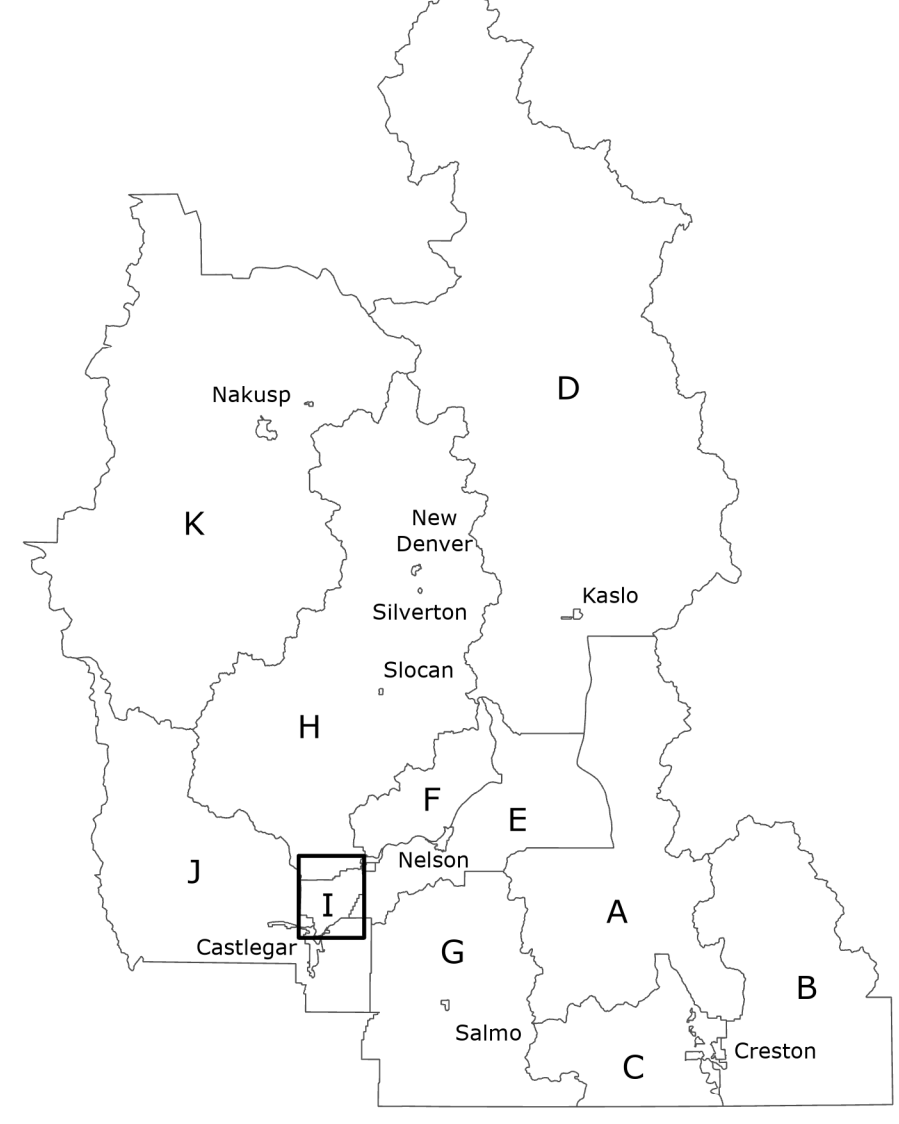 D
Nakusp
K
New
Denver
Kaslo
Silverton
Slocan
H
F
E
Nelson
J
I
A
Castlegar
G
B
Salmo
Creston
C